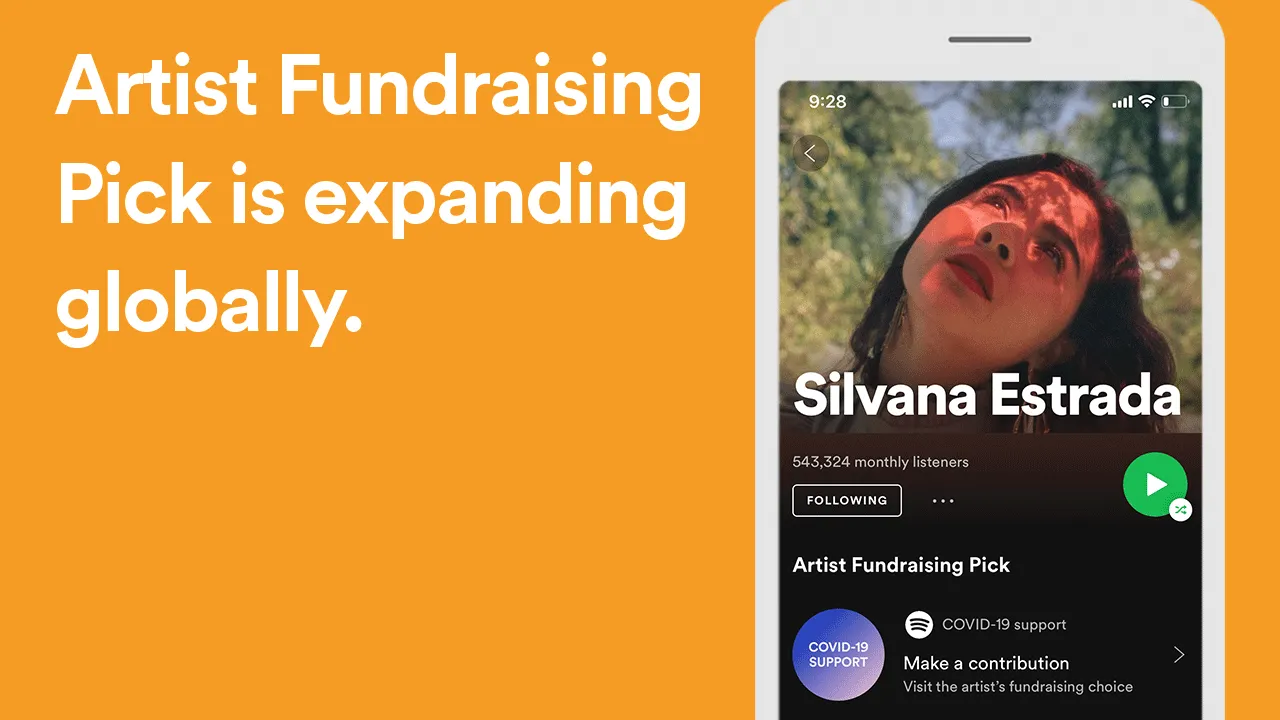 Artist Fundraising
Pick is expanding
globally.
9:28
Silvana Estrada
543,324 monthly listeners
FOLLOWING
Artist Fundraising Pick
COVID-19
SUPPORT
COVID-19 support
Make a contribution
Visit the artist’s fundraising choice